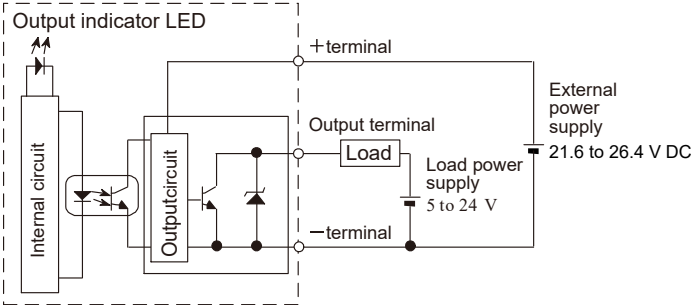 Output indicator LED
+terminal
External
power
supply
21.6 to 26.4 V DC
Output terminal
Load
Load power
supply
5 to 24 V
Internal circuit
Outputcircuit
−terminal